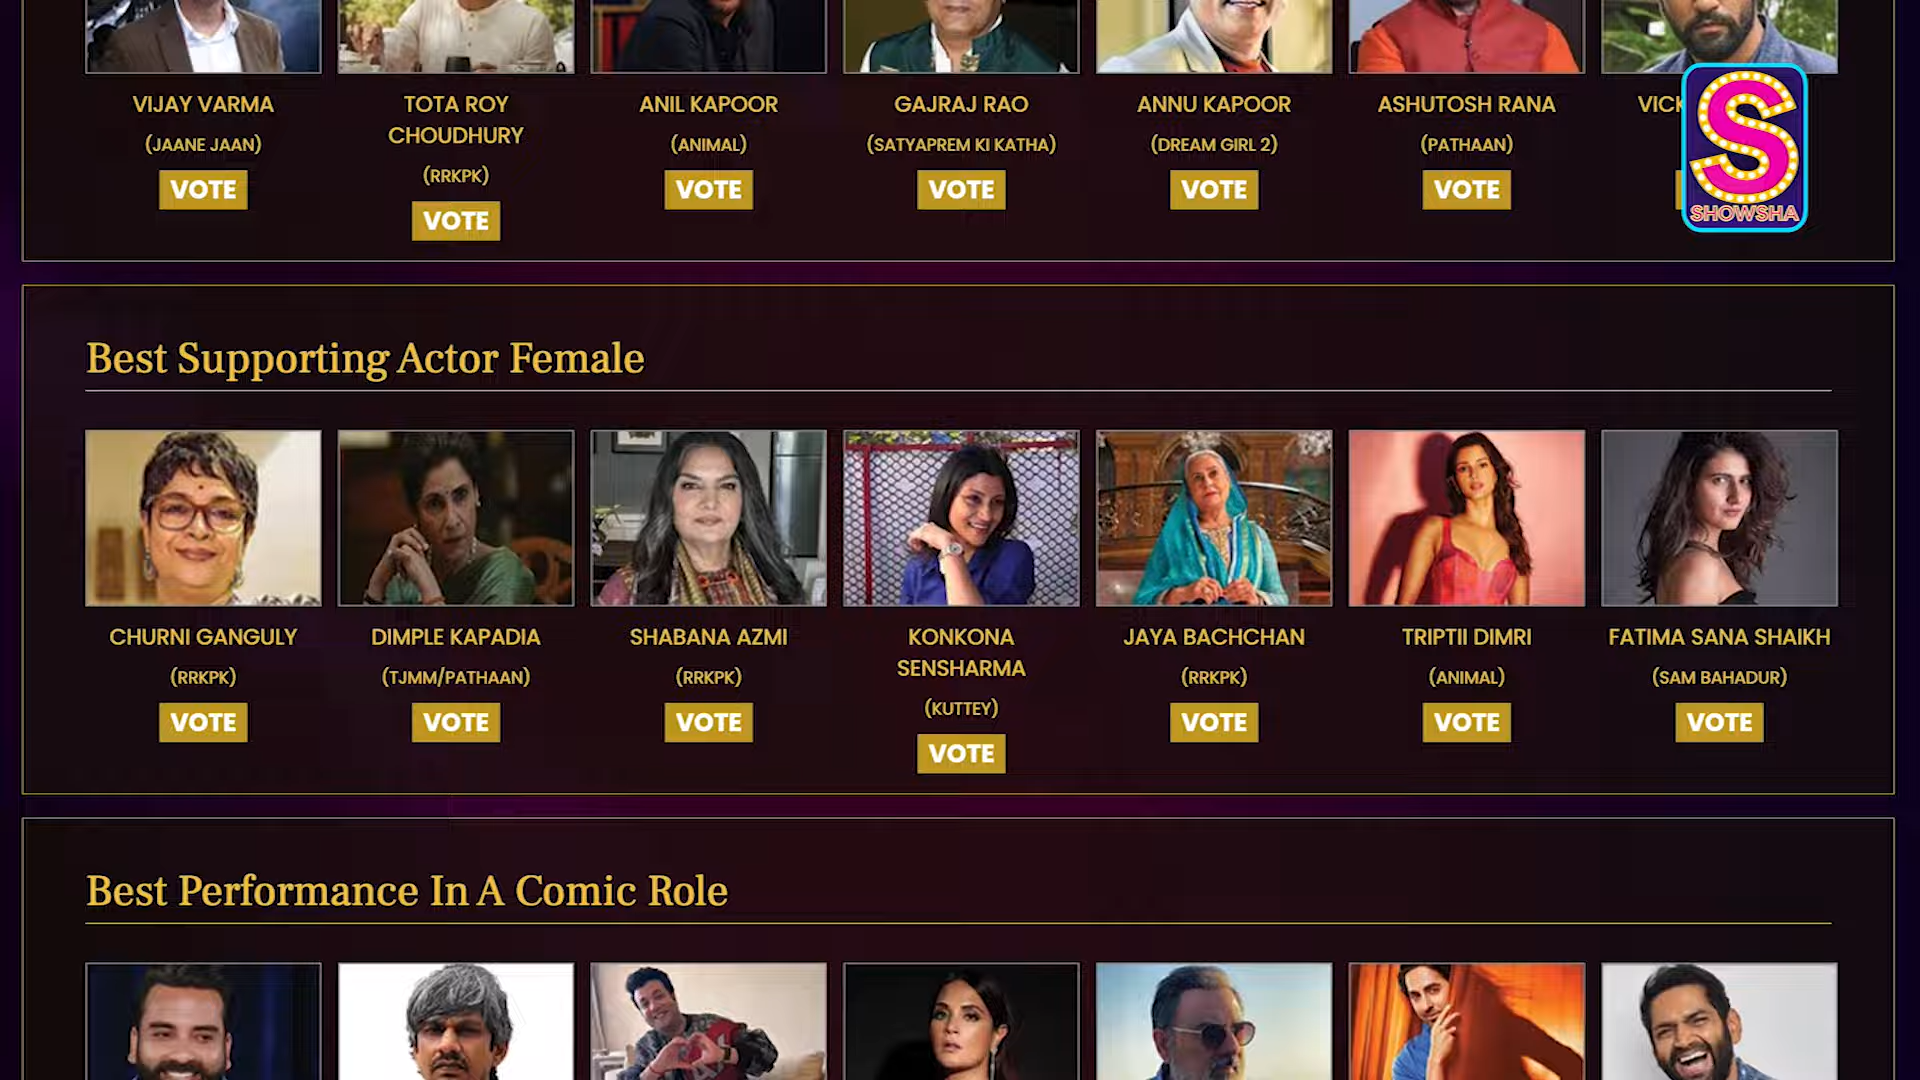 VIJAY VARMA
(JAANE JAAN)
VOTE
TOTA ROY
CHOUDHURY
(RRKPK)
VOTE
ANIL KAPOOR
(ANIMAL)
VOTE
GAJRAJ RAO
(SATYAPREM KI KATHA)
VOTE
ANNU KAPOOR
(DREAM GIRL 2)
VOTE
ASHUTOSH RANA
(PATHAAN)
VOTE
S
SHOWSHA
Best Supporting Actor Female
CHURNI GANGULY
(RRKPK)
VOTE
DIMPLE KAPADIA
(TJMM/PATHAAN)
VOTE
SHABANA AZMI
(RRKPK)
VOTE
KONKONA
SENSHARMA
(KUTTEY)
VOTE
JAYA BACHCHAN
(RRKPK)
VOTE
TRIPTII DIMRI
(ANIMAL)
VOTE
FATIMA SANA SHAIKH
(SAM BAHADUR)
VOTE
Best Performance In A Comic Role